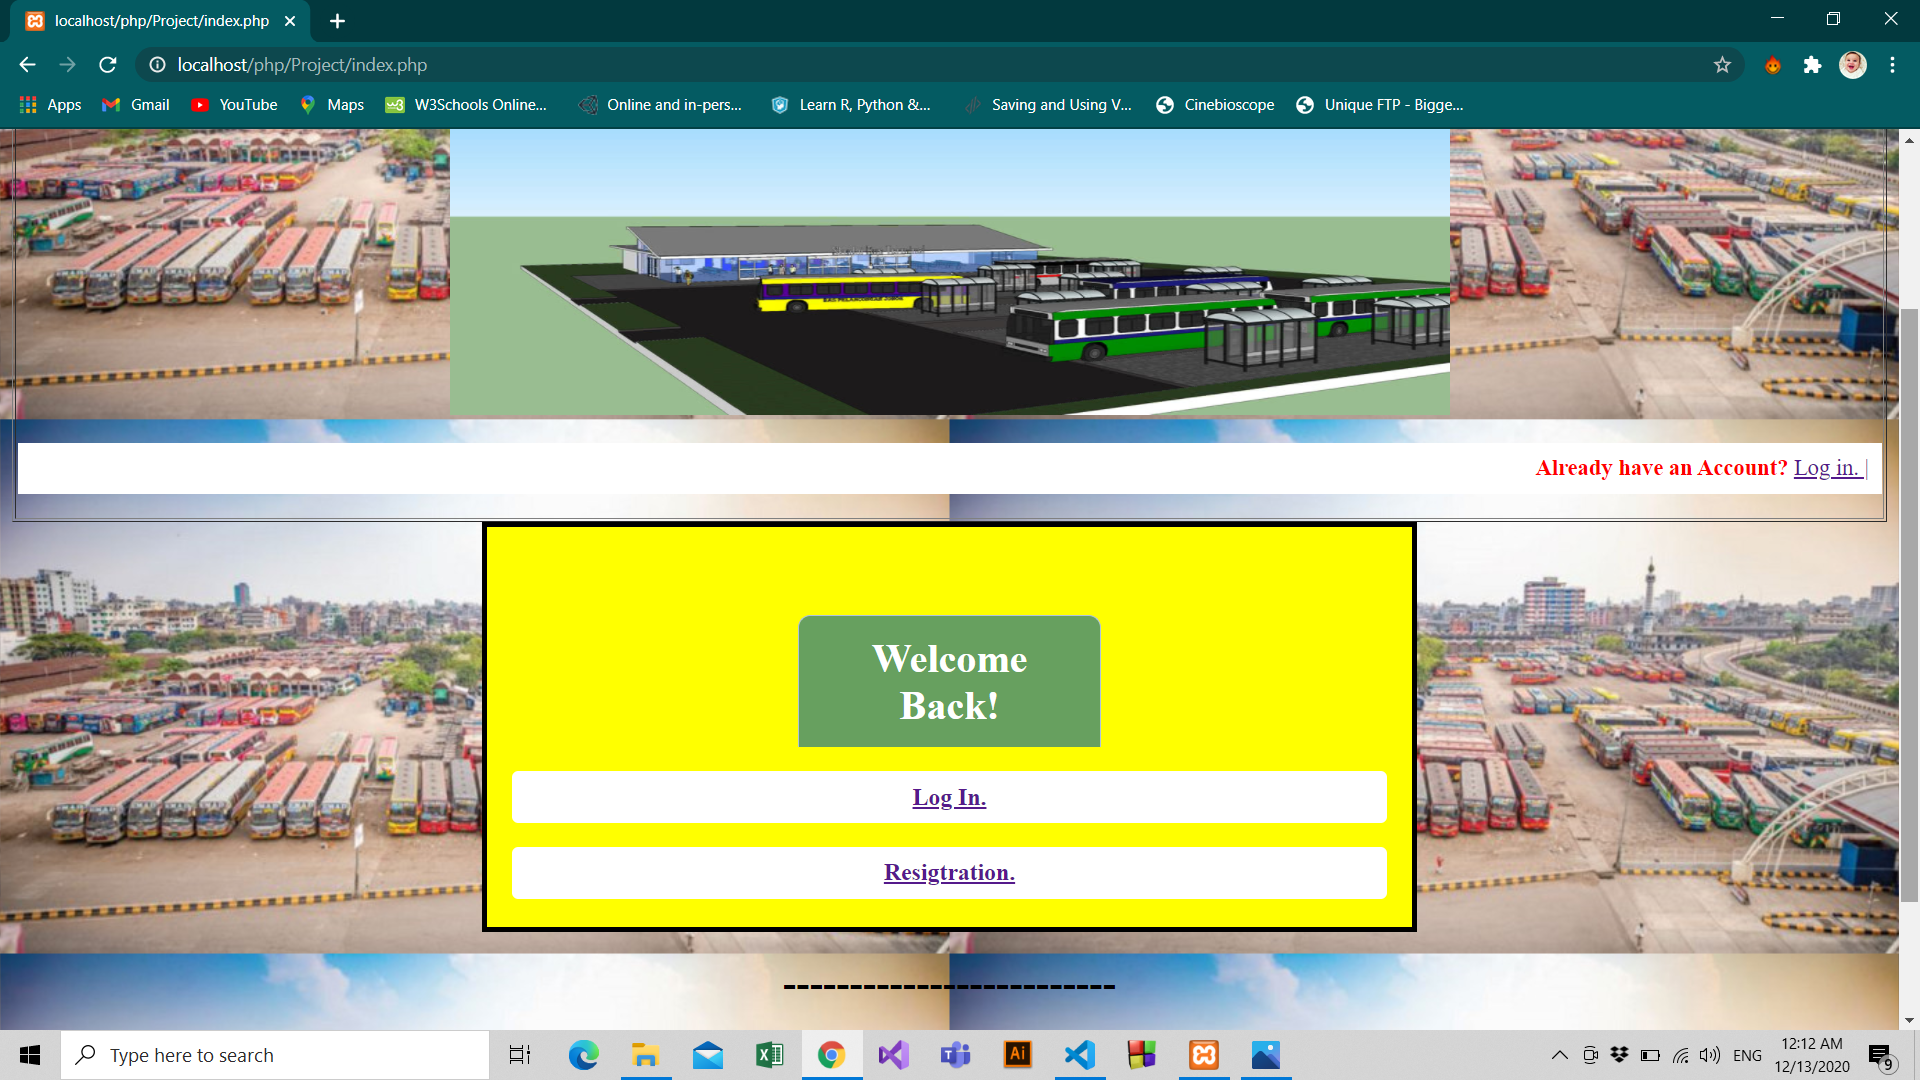 localhost/php/Project/index.php
localhost/php/Project/index.php
Apps Gmail YouTube Maps W3Schools Online... Online and in-pers... Learn R, Python &... Saving and Using V... Cinebioscope Unique FTP - Bigge...
Already have an Account? Log in. |
Welcome
Back!
Log In.
Resigtration.
-------------------------
Type here to search
ENG
12:12 AM
12/13/2020
9